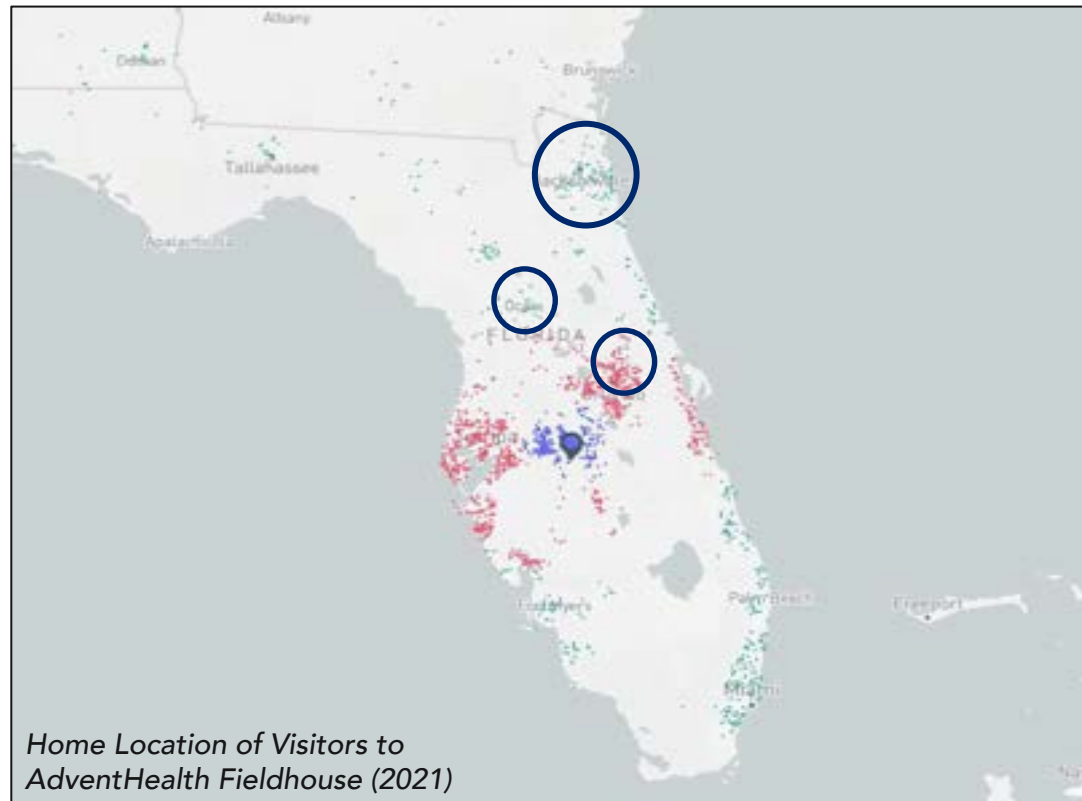 Albany
Dothan
Brunswick
Tallahassee
Apalachicola
Ocala
FLORIDA
Fort Myers
Palm Beach
Freeport
Miami
Home Location of Visitors to
AdventHealth Fieldhouse (2021)